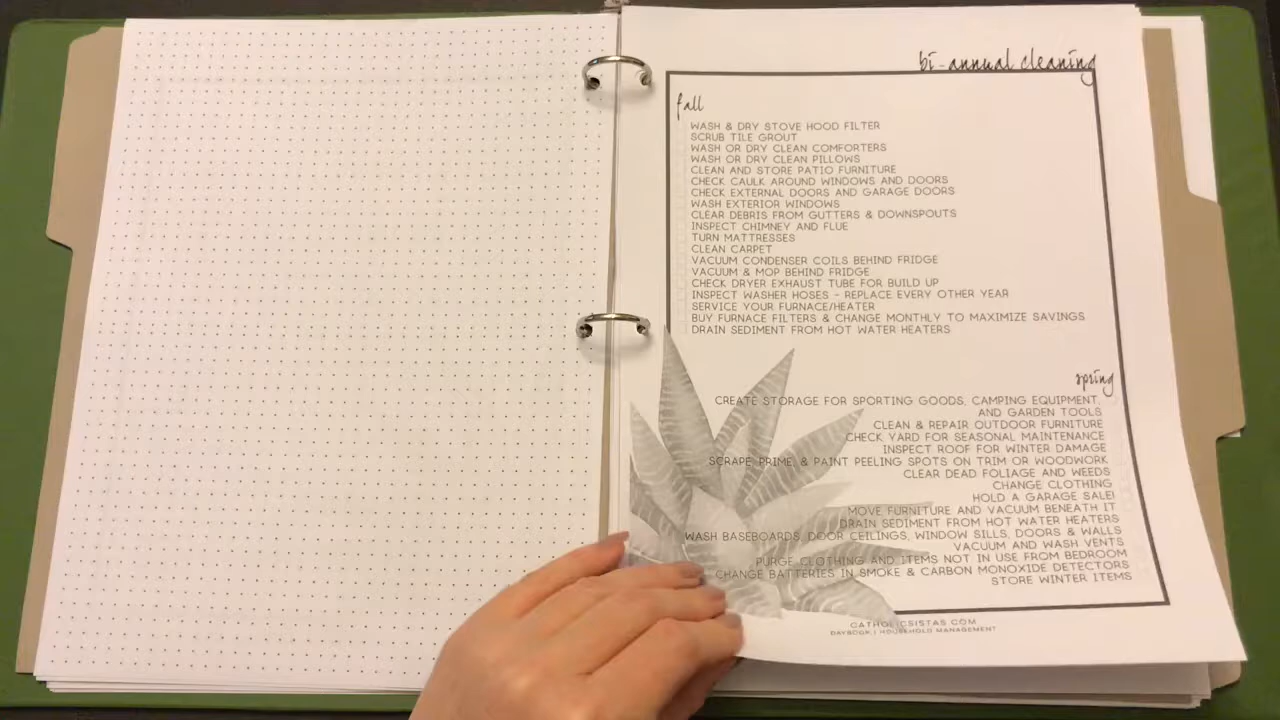 bi-annual cleaning
fall
WASH & DRY STOVE HOOD FILTER
SCRUB TILE GROUT
WASH OR DRY CLEAN COMFORTERS
WASH OR DRY CLEAN PILLOWS
CLEAN AND STORE PATIO FURNITURE
CHECK CAULK AROUND WINDOWS AND DOORS
CHECK EXTERNAL DOORS AND GARAGE DOORS
WASH EXTERIOR WINDOWS
CLEAR DEBRIS FROM GUTTERS & DOWNSPOUTS
INSPECT CHIMNEY AND FLUE
TURN MATTRESSES
CLEAN CARPET
VACUUM CONDENSER COILS BEHIND FRIDGE
VACUUM & MOP BEHIND FRIDGE
CHECK DRYER EXHAUST TUBE FOR BUILD UP
INSPECT WASHER HOSES - REPLACE EVERY OTHER YEAR
SERVICE YOUR FURNACE/HEATER
BUY FURNACE FILTERS & CHANGE MONTHLY TO MAXIMIZE SAVINGS
DRAIN SEDIMENT FROM HOT WATER HEATERS
spring
CREATE STORAGE FOR SPORTING GOODS, CAMPING EQUIPMENT,
AND GARDEN TOOLS
CLEAN & REPAIR OUTDOOR FURNITURE
CHECK YARD FOR SEASONAL MAINTENANCE
INSPECT ROOF FOR WINTER DAMAGE
SCRAPE, PRIME, & PAINT PEELING SPOTS ON TRIM OR WOODWORK
CLEAR DEAD FOLIAGE AND WEEDS
CHANGE CLOTHING
HOLD A GARAGE SALE!
MOVE FURNITURE AND VACUUM BENEATH IT
DRAIN SEDIMENT FROM HOT WATER HEATERS
WASH BASEBOARDS, DOOR CEILINGS, WINDOW SILLS, DOORS & WALLS
VACUUM AND WASH VENTS
PURGE CLOTHING AND ITEMS NOT IN USE FROM BEDROOM
CHANGE BATTERIES IN SMOKE & CARBON MONOXIDE DETECTORS
STORE WINTER ITEMS
CATHOLICSISTAS.COM
DAYBOOK | HOUSEHOLD MANAGEMENT